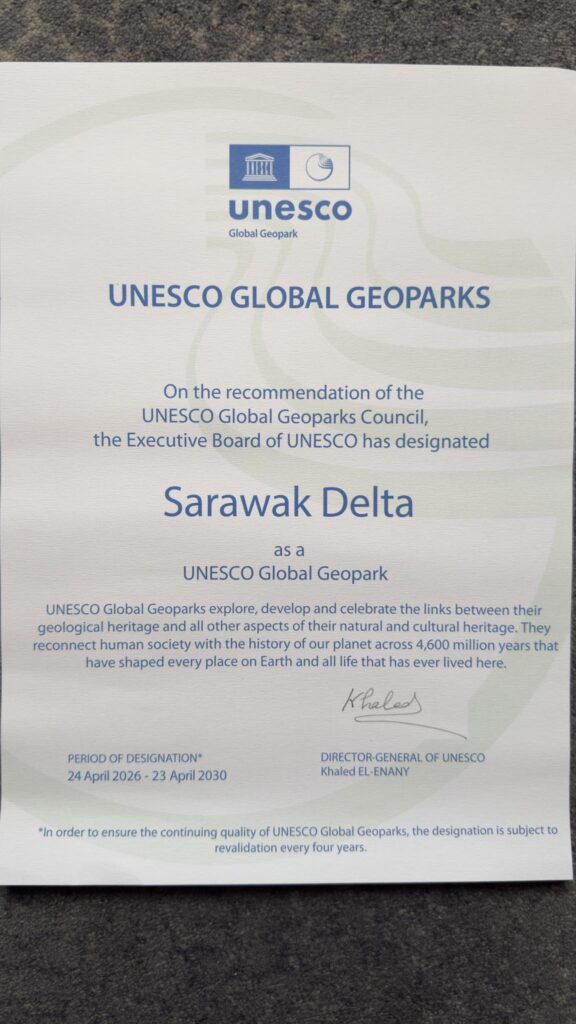 unesco
Global Geopark
UNESCO GLOBAL GEOPARKS
On the recommendation of the
UNESCO Global Geoparks Council,
the Executive Board of UNESCO has designated
Sarawak Delta
as a
UNESCO Global Geopark
UNESCO Global Geoparks explore, develop and celebrate the links between their
geological heritage and all other aspects of their natural and cultural heritage. They
reconnect human society with the history of our planet across 4,600 million years that
have shaped every place on Earth and all life that has ever lived here.
Khaled
PERIOD OF DESIGNATION*
24 April 2026 - 23 April 2030
DIRECTOR-GENERAL OF UNESCO
Khaled EL-ENANY
*In order to ensure the continuing quality of UNESCO Global Geoparks, the designation is subject to
revalidation every four years.